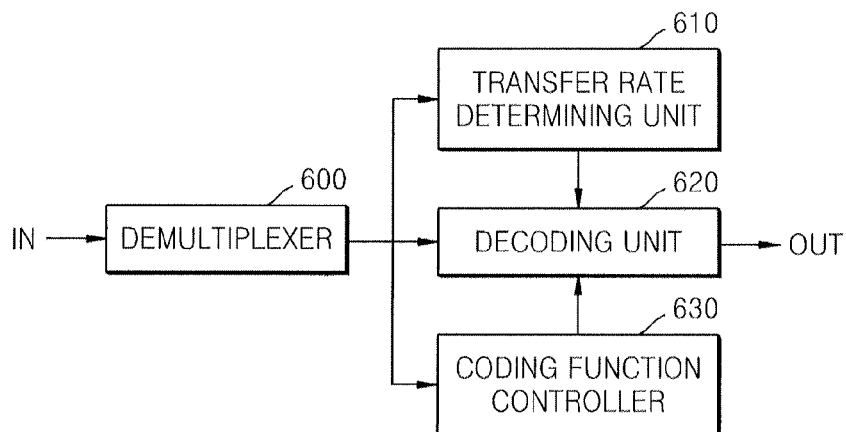 610
TRANSFER RATE
DETERMINING UNIT
600
620
IN
DEMULTIPLEXER
DECODING UNIT
OUT
630
CODING FUNCTION
CONTROLLER